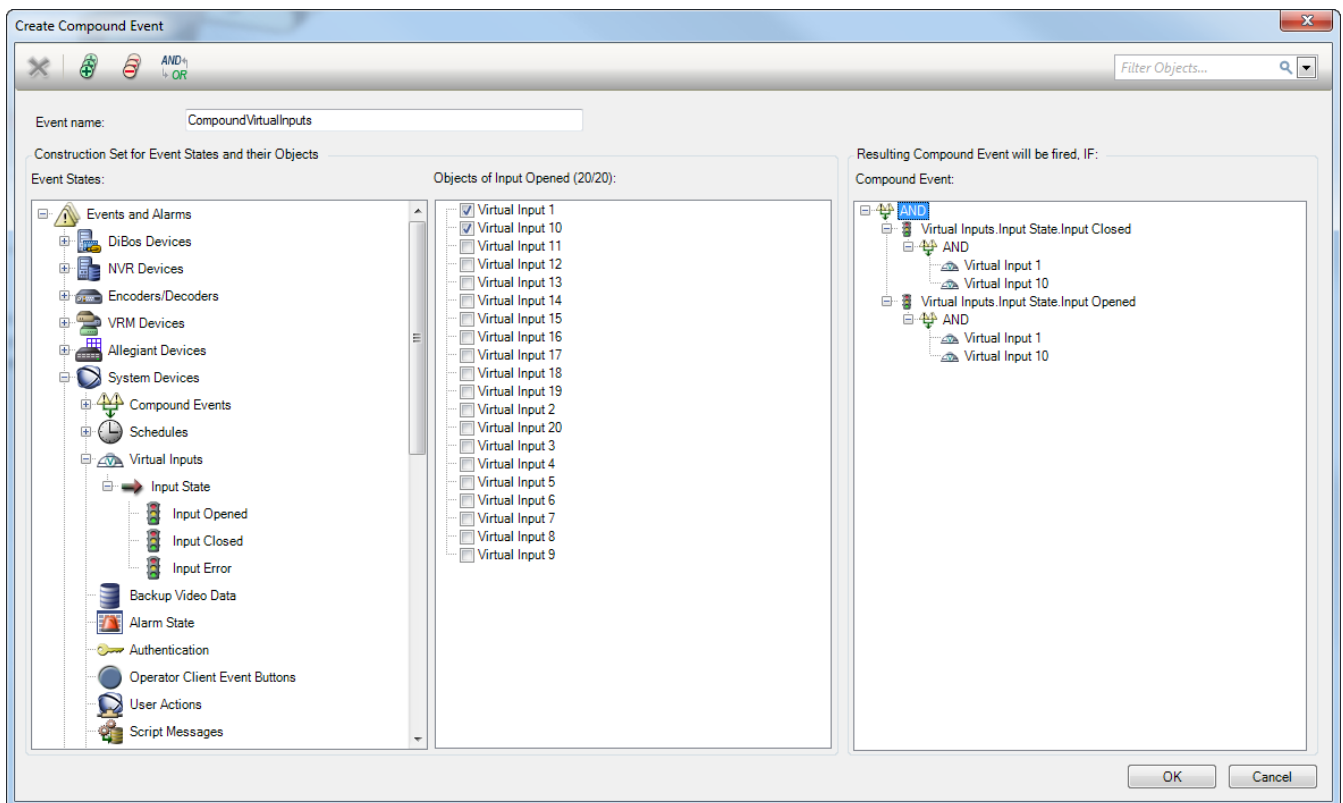 Create Compound Event
AND
OR
Filter Objects...
Event name:
CompoundVirtualInputs
Construction Set for Event States and their Objects
Event States:
Objects of Input Opened (20/20):
Events and Alarms
DiBos Devices
NVR Devices
Encoders/Decoders
VRM Devices
Allegiant Devices
System Devices
Compound Events
Schedules
Virtual Inputs
Input State
Input Opened
Input Closed
Input Error
Backup Video Data
Alarm State
Authentication
Operator Client Event Buttons
User Actions
Script Messages
Virtual Input 1
Virtual Input 10
Virtual Input 11
Virtual Input 12
Virtual Input 13
Virtual Input 14
Virtual Input 15
Virtual Input 16
Virtual Input 17
Virtual Input 18
Virtual Input 19
Virtual Input 2
Virtual Input 20
Virtual Input 3
Virtual Input 4
Virtual Input 5
Virtual Input 6
Virtual Input 7
Virtual Input 8
Virtual Input 9
Resulting Compound Event will be fired, IF:
Compound Event:
AND
Virtual Inputs.Input State.Input Closed
AND
Virtual Input 1
Virtual Input 10
Virtual Inputs.Input State.Input Opened
AND
Virtual Input 1
Virtual Input 10
OK
Cancel